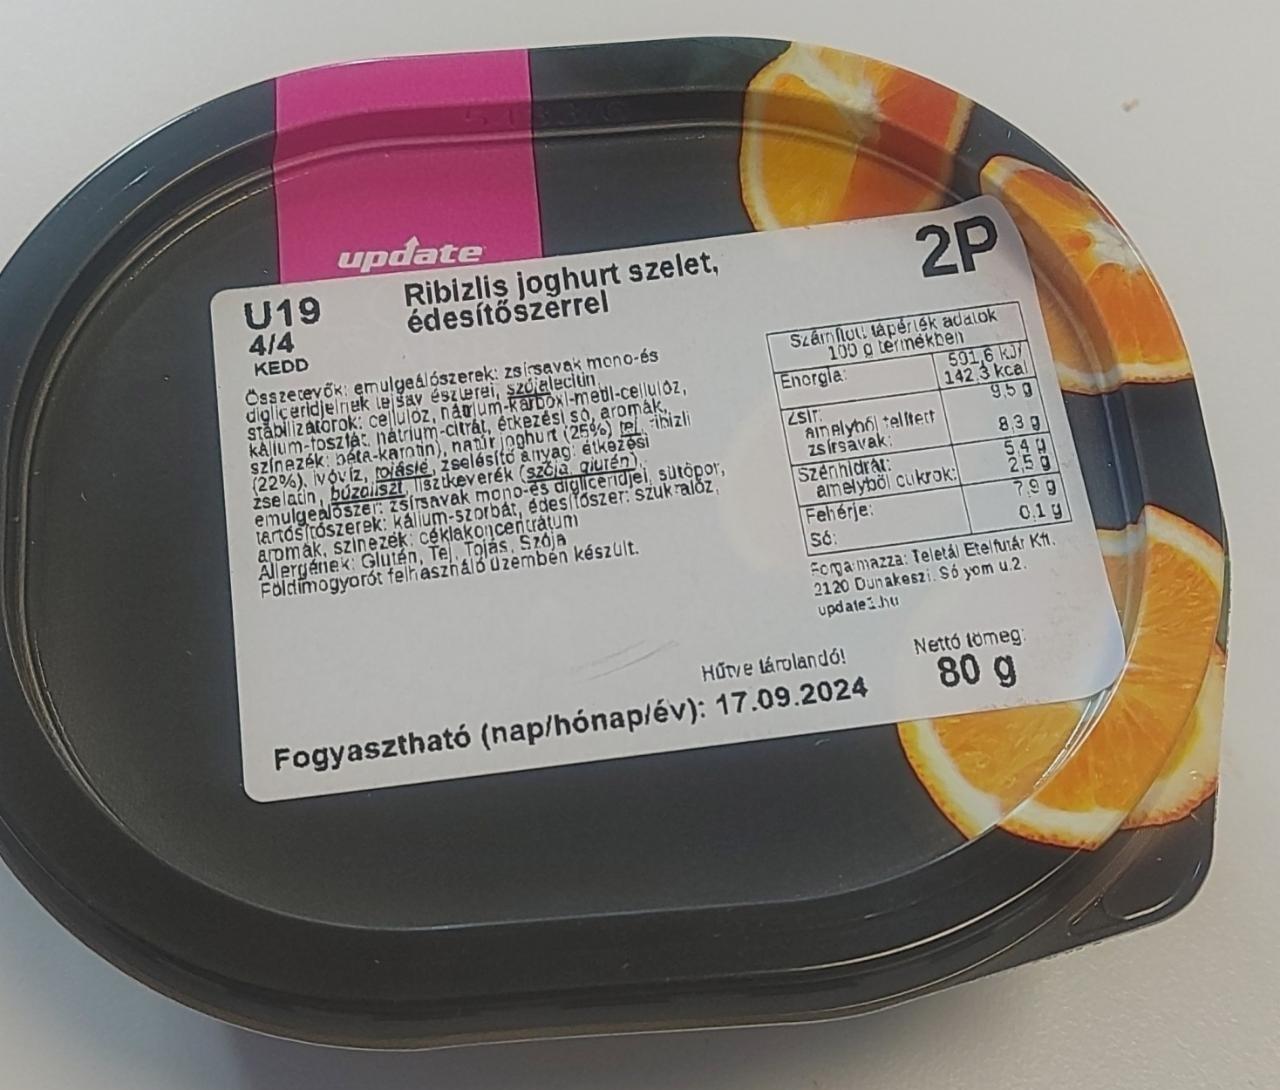 update
U19
4/4
KEDD
Ribizlis joghurt szelet,
édesítőszerrel
2P
Összetevők: emulgeálószerek: zsírsavak mono-és
digliceridjeinek tejsav észterei, szójalecitin,
stabilizátorok: cellulóz, nátrium-karboxi-metil-cellulóz,
kálium-foszfát, nátrium-citrát, étkezési só, aromák,
színezék: béta-karotin), natúr joghurt (25%) tej, ribizli
(22%), ivóvíz, tojáslé, zselésítő anyag: étkezési
zselatin, búzaliszt, lisztkeverék (szója, glutén),
emulgeálószer: zsírsavak mono-és digliceridjei, sütőpor,
tartósítószerek: kálium-szorbát, édesítőszer: szukralóz,
aromák, színezék: céklakoncentrátum
Allergének: Glutén, Tej, Tojás, Szója
Földimogyorót felhasználó üzemben készült.
Számított tápérték adatok
100 g termékben
Energia: 591,6 kJ/
142,3 kcal
Zsír: 9,5 g
amelyből telített
zsírsavak: 8,3 g
Szénhidrát: 5,4 g
amelyből cukrok: 2,5 g
Fehérje: 7,9 g
Só: 0,1 g
Forgalmazza: Teletál Ételfutár Kft.
2120 Dunakeszi, Sólyom u.2.
update1.hu
Hűtve tárolandó!
Nettó tömeg:
80 g
Fogyasztható (nap/hónap/év): 17.09.2024